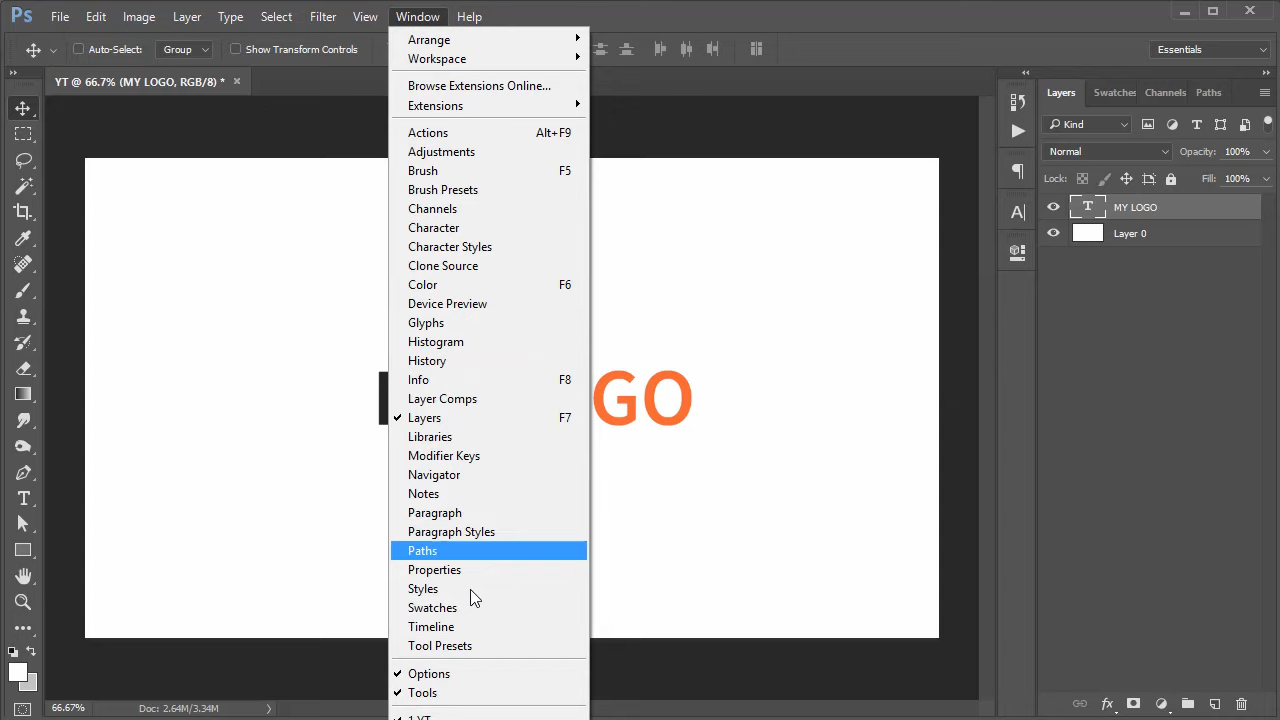 Ps File Edit Image Layer Type Select Filter View Window Help
Auto-Select: Group Show Transform Controls Essentials
YT @ 66.7% (MY LOGO, RGB/8) * ×
Arrange
Workspace
Browse Extensions Online...
Extensions
Actions Alt+F9
Adjustments
Brush F5
Brush Presets
Channels
Character
Character Styles
Clone Source
Color F6
Device Preview
Glyphs
Histogram
History
Info F8
Layer Comps
Layers F7
Libraries
Modifier Keys
Navigator
Notes
Paragraph
Paragraph Styles
Paths
Properties
Styles
Swatches
Timeline
Tool Presets
Options
Tools
1 YT
GO
Layers Swatches Channels Paths
Kind
Normal Opacity: 100%
Lock: Fill: 100%
T MY LOGO
Layer 0
66.67% Doc: 2.64M/3.34M